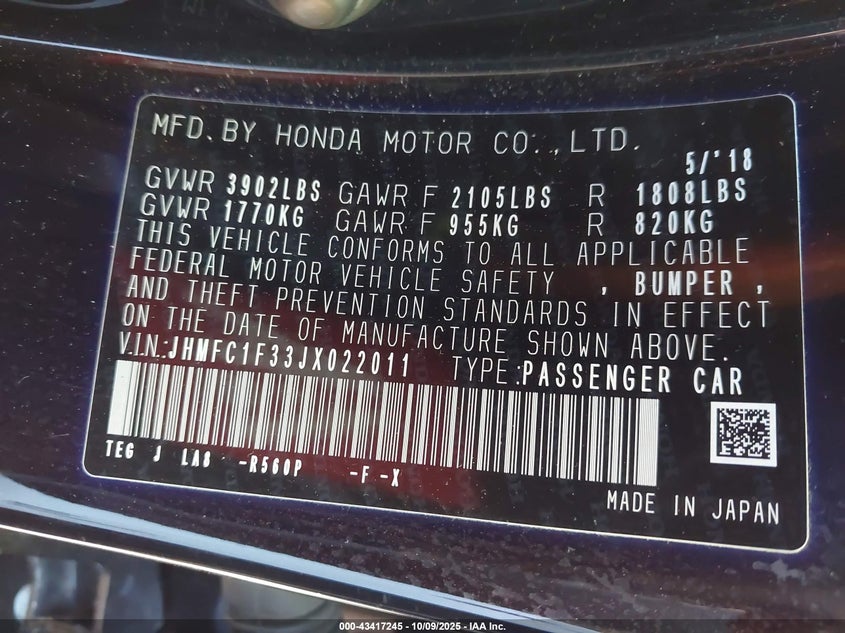 MFD. BY HONDA MOTOR CO.,LTD.
5/'18
GVWR 3902LBS GAWR F 2105LBS R 1808LBS
GVWR 1770KG GAWR F 955KG R 820KG
THIS VEHICLE CONFORMS TO ALL APPLICABLE
FEDERAL MOTOR VEHICLE SAFETY , BUMPER ,
AND THEFT PREVENTION STANDARDS IN EFFECT
ON THE DATE OF MANUFACTURE SHOWN ABOVE.
VIN:JHMFC1F33JX022011 TYPE:PASSENGER CAR
TEG J LA8 -R560P -F -X
MADE IN JAPAN
000-43417245 - 10/09/2025 - IAA Inc.